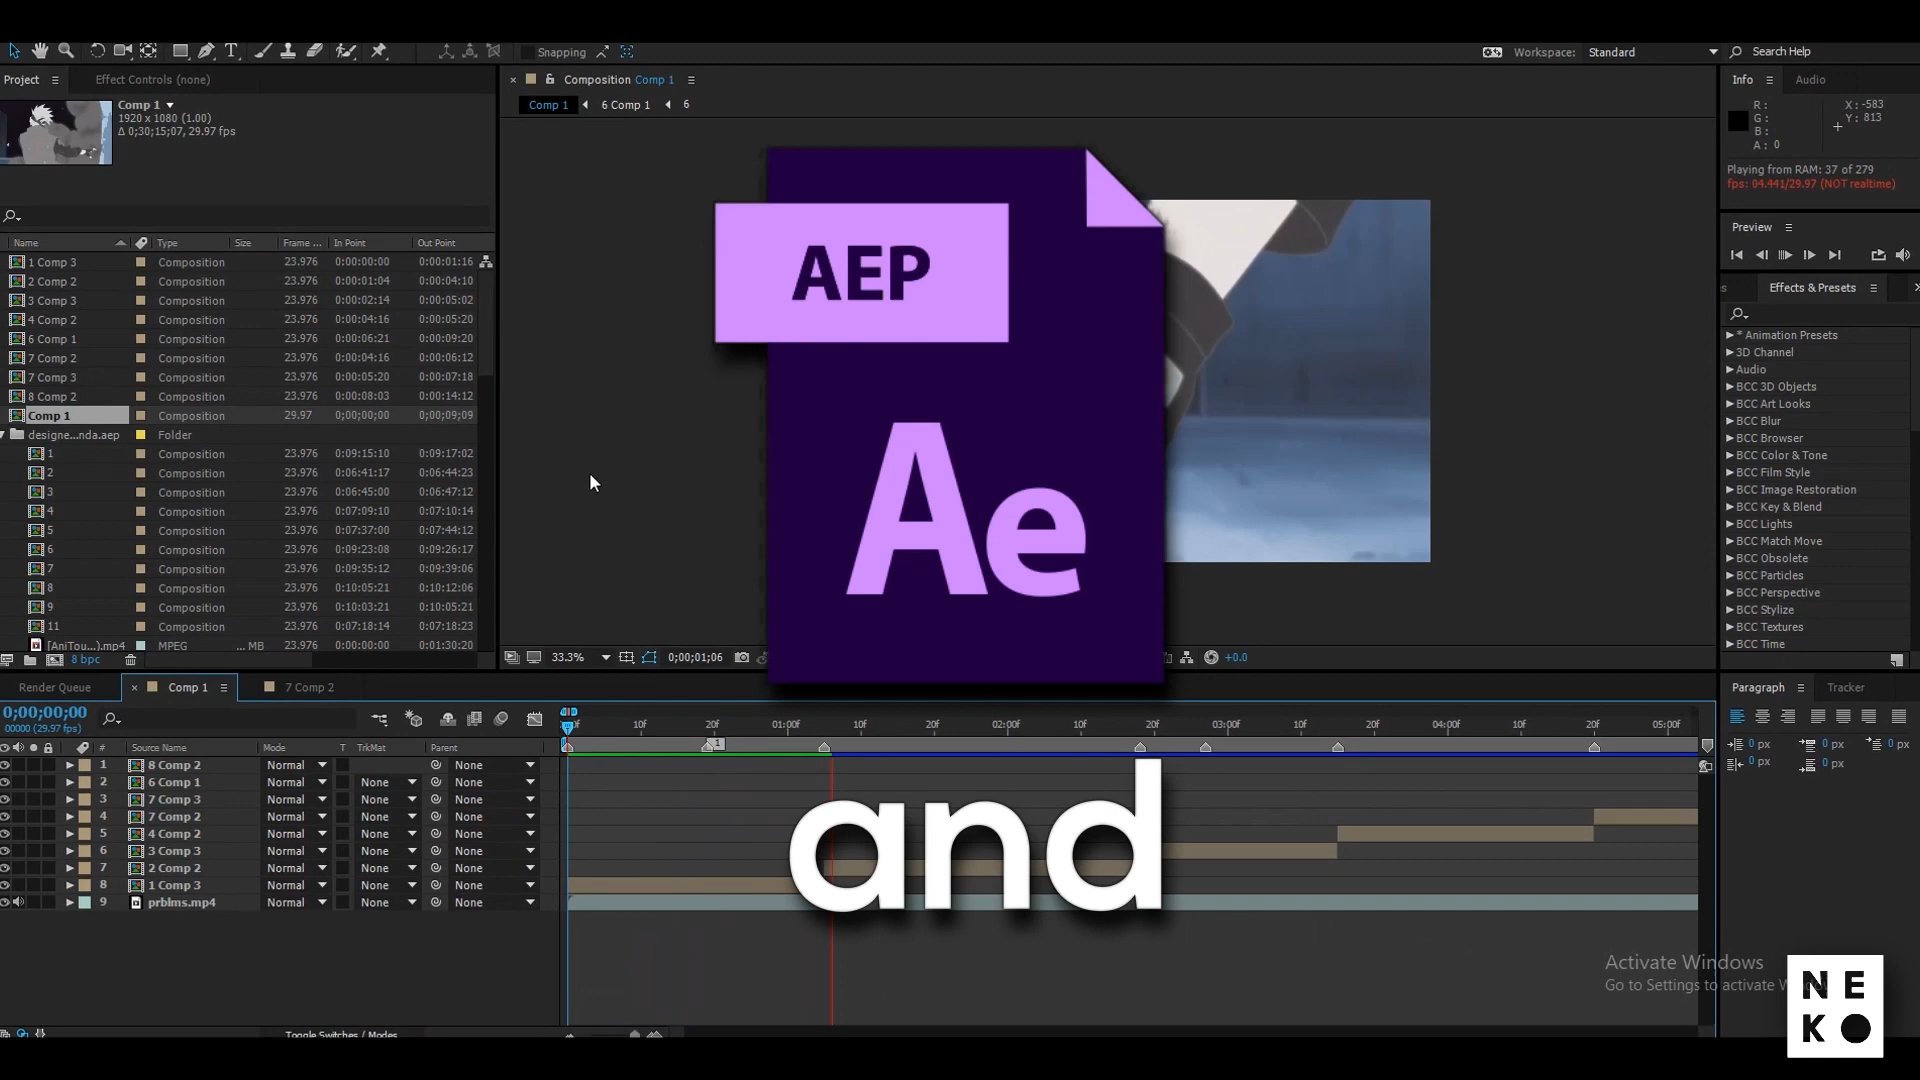 Snapping
Workspace: Standard
Search Help
Project
Effect Controls (none)
Composition Comp 1
Info
Audio
Comp 1
1920 x 1080 (1.00)
Δ 0;30;15;07, 29.97 fps
Comp 1
6 Comp 1
6
R :
G :
B :
A : 0
X : -583
Y : 813
Playing from RAM: 37 of 279
fps: 04.441/29.97 (NOT realtime)
Preview
Effects & Presets
Name Type Size Frame ... In Point Out Point
1 Comp 3 Composition 23.976 0:00:00:00 0:00:01:16
2 Comp 2 Composition 23.976 0:00:01:04 0:00:04:10
3 Comp 3 Composition 23.976 0:00:02:14 0:00:05:02
4 Comp 2 Composition 23.976 0:00:04:16 0:00:05:20
6 Comp 1 Composition 23.976 0:00:06:21 0:00:09:20
7 Comp 2 Composition 23.976 0:00:04:16 0:00:06:12
7 Comp 3 Composition 23.976 0:00:05:20 0:00:07:18
8 Comp 2 Composition 23.976 0:00:08:03 0:00:14:12
Comp 1 Composition 29.97 0;00;00;00 0;00;09;09
designe...nda.aep Folder
1 Composition 23.976 0:09:15:10 0:09:17:02
2 Composition 23.976 0:06:41:17 0:06:44:23
3 Composition 23.976 0:06:45:00 0:06:47:12
4 Composition 23.976 0:07:09:10 0:07:10:14
5 Composition 23.976 0:07:37:00 0:07:44:12
6 Composition 23.976 0:09:23:08 0:09:26:17
7 Composition 23.976 0:09:35:12 0:09:39:06
8 Composition 23.976 0:10:05:21 0:10:12:06
9 Composition 23.976 0:10:03:21 0:10:05:21
11 Composition 23.976 0:07:18:14 0:07:18:23
[AniTou...).mp4 MPEG ... MB 23.976 0:00:00:00 0:01:30:20
8 bpc
AEP
Ae
* Animation Presets
3D Channel
Audio
BCC 3D Objects
BCC Art Looks
BCC Blur
BCC Browser
BCC Color & Tone
BCC Film Style
BCC Image Restoration
BCC Key & Blend
BCC Lights
BCC Match Move
BCC Obsolete
BCC Particles
BCC Perspective
BCC Stylize
BCC Textures
BCC Time
33.3%
0;00;01;06
+0.0
Render Queue
Comp 1
7 Comp 2
Paragraph
Tracker
0;00;00;00
00000 (29.97 fps)
10f 20f 01:00f 10f 20f 02:00f 10f 20f 03:00f 10f 20f 04:00f 10f 20f 05:00f
1
# Source Name Mode T TrkMat Parent
1 8 Comp 2 Normal None
2 6 Comp 1 Normal None None
3 7 Comp 3 Normal None None
4 7 Comp 2 Normal None None
5 4 Comp 2 Normal None None
6 3 Comp 3 Normal None None
7 2 Comp 2 Normal None None
8 1 Comp 3 Normal None None
9 prblms.mp4 Normal None None
0 px 0 px 0 px
0 px 0 px
and
Activate Windows
Go to Settings to activate
NE
KO
Toggle Switches / Modes